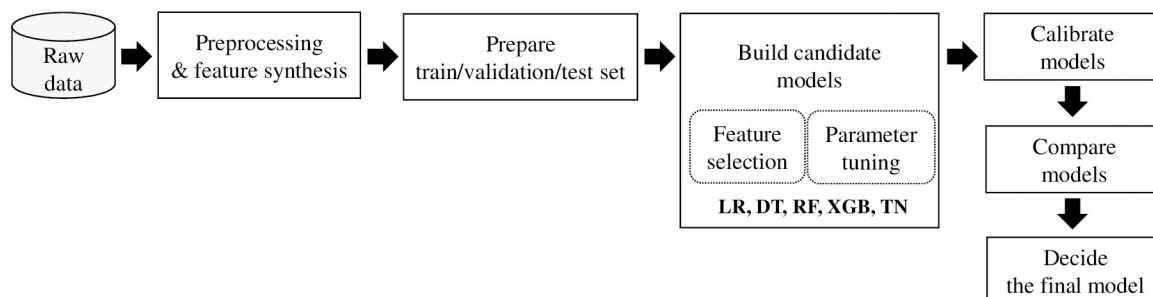 Raw
data
Preprocessing
& feature synthesis
Prepare
train/validation/test set
Build candidate
models
Feature
selection
Parameter
tuning
LR, DT, RF, XGB, TN
Calibrate
models
Compare
models
Decide
the final model